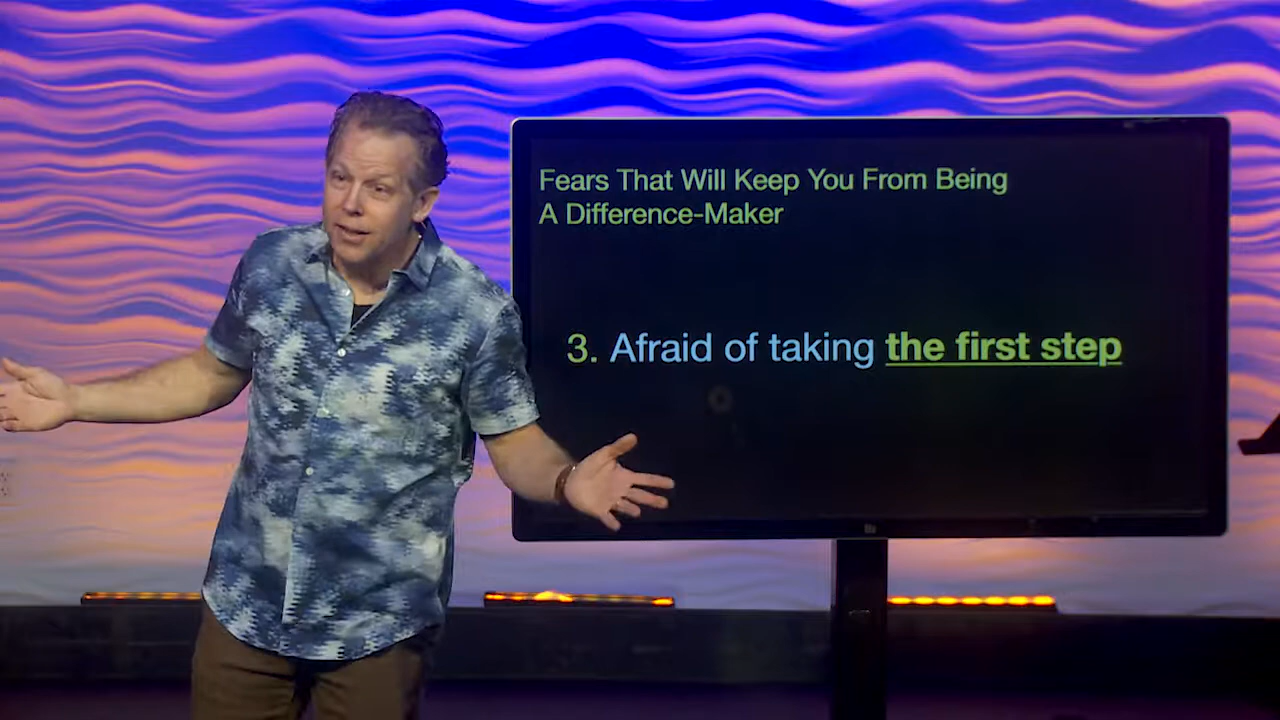 Fears That Will Keep You From Being
A Difference-Maker
3. Afraid of taking the first step